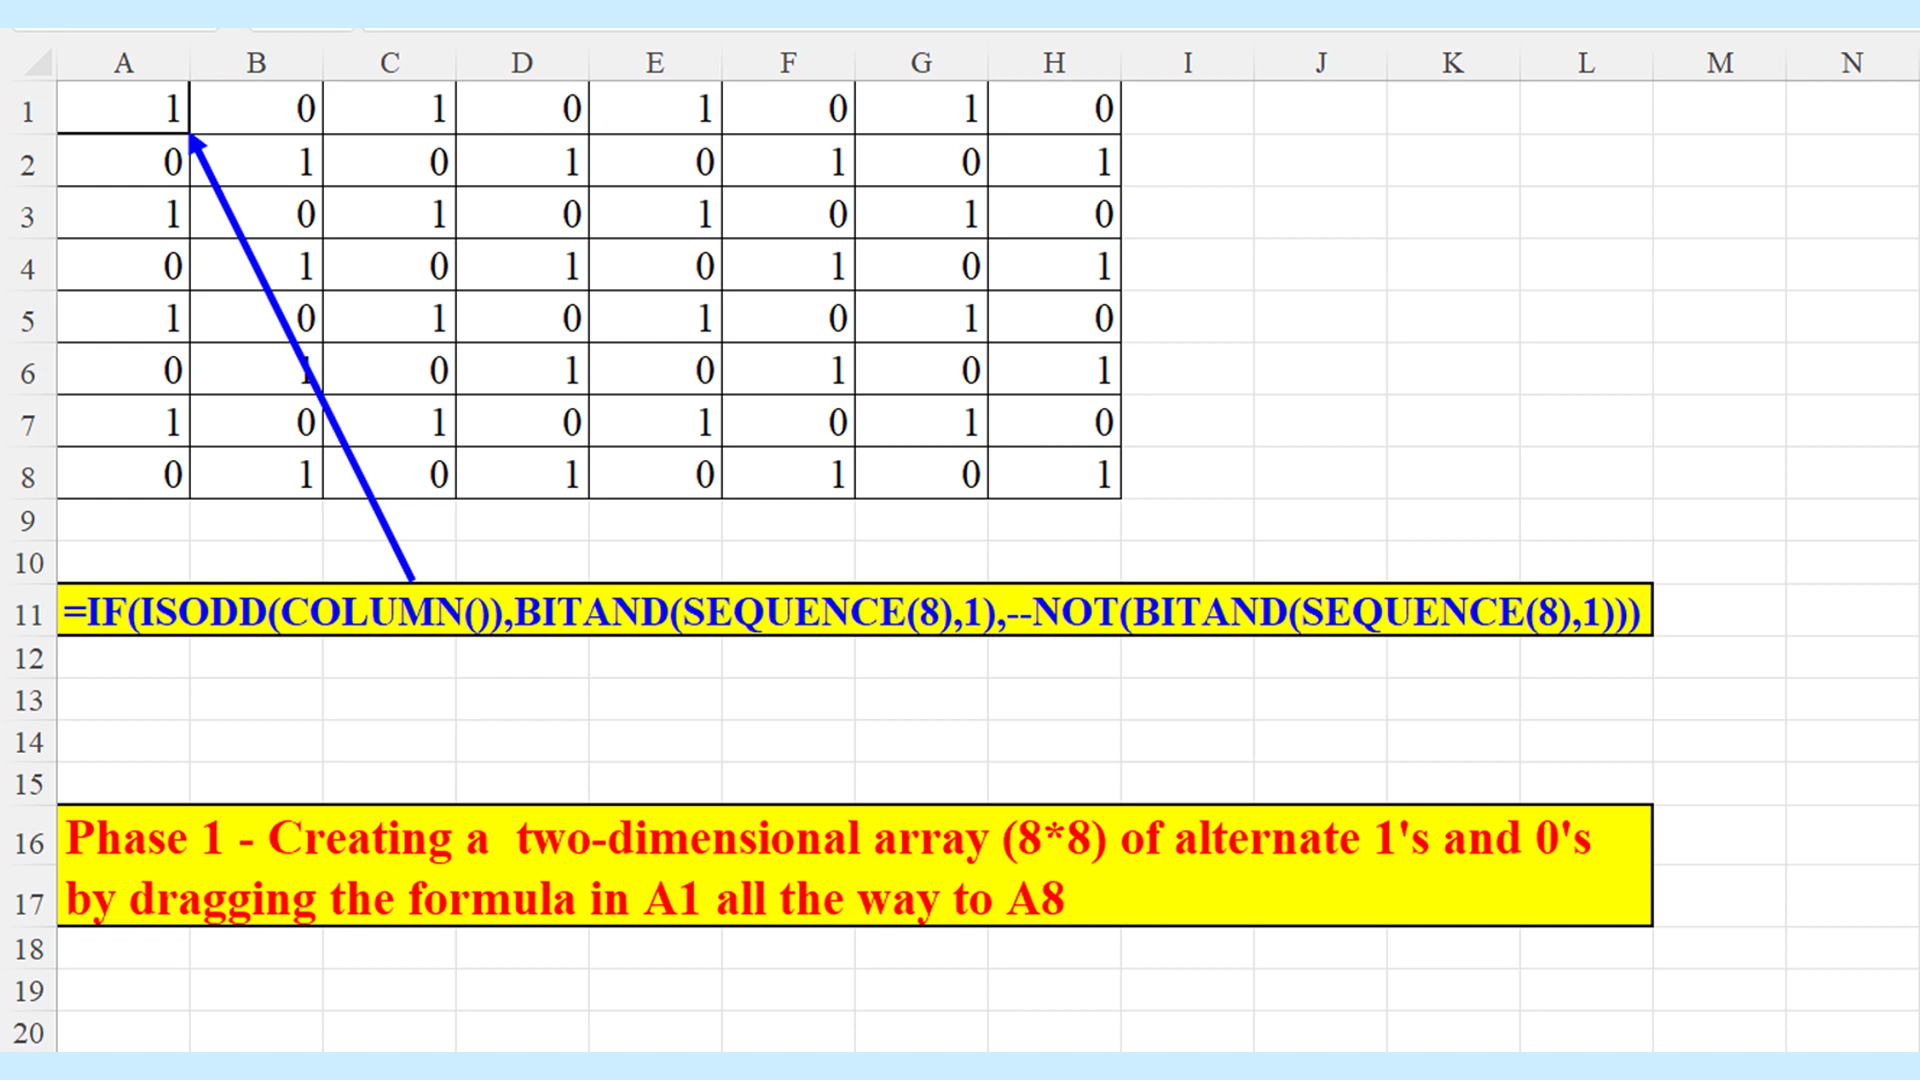 A B C D E F G H I J K L M N
1 1 0 1 0 1 0 1 0
2 0 1 0 1 0 1 0 1
3 1 0 1 0 1 0 1 0
4 0 1 0 1 0 1 0 1
5 1 0 1 0 1 0 1 0
6 0 1 0 1 0 1 0 1
7 1 0 1 0 1 0 1 0
8 0 1 0 1 0 1 0 1
9
10
11 =IF(ISODD(COLUMN()),BITAND(SEQUENCE(8),1),--NOT(BITAND(SEQUENCE(8),1)))
12
13
14
15
16 Phase 1 - Creating a  two-dimensional array (8*8) of alternate 1's and 0's
17 by dragging the formula in A1 all the way to A8
18
19
20